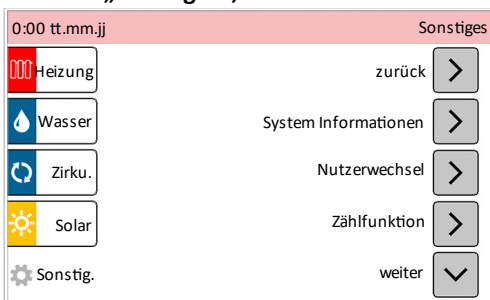 0:00 tt.mm.jj Sonstiges
Heizung zurück
Wasser System Informationen
Zirku. Nutzerwechsel
Solar Zählfunktion
Sonstig. weiter